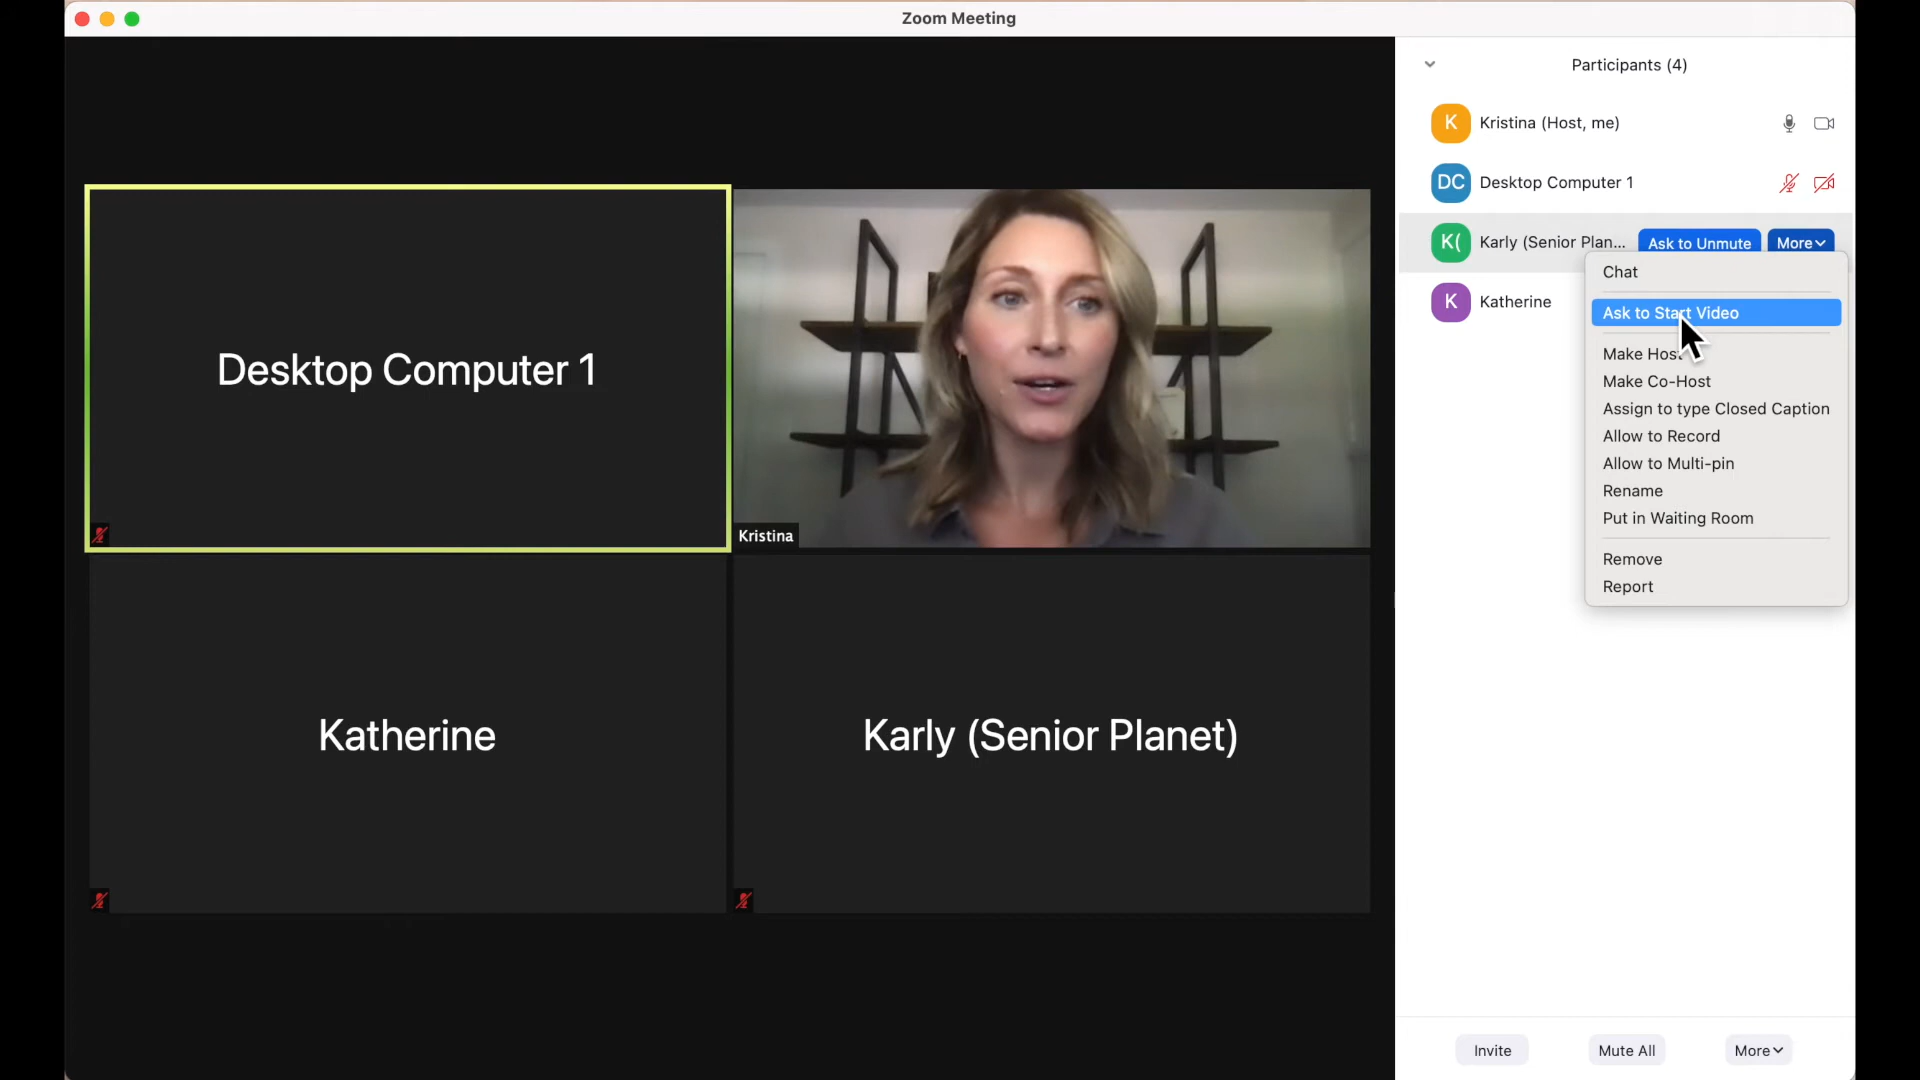 Zoom Meeting
Participants (4)
K Kristina (Host, me)
DC Desktop Computer 1
K( Karly (Senior Plan... Ask to Unmute More
K Katherine
Chat
Ask to Start Video
Make Host
Make Co-Host
Assign to type Closed Caption
Allow to Record
Allow to Multi-pin
Rename
Put in Waiting Room
Remove
Report
Desktop Computer 1
Kristina
Katherine
Karly (Senior Planet)
Invite Mute All More